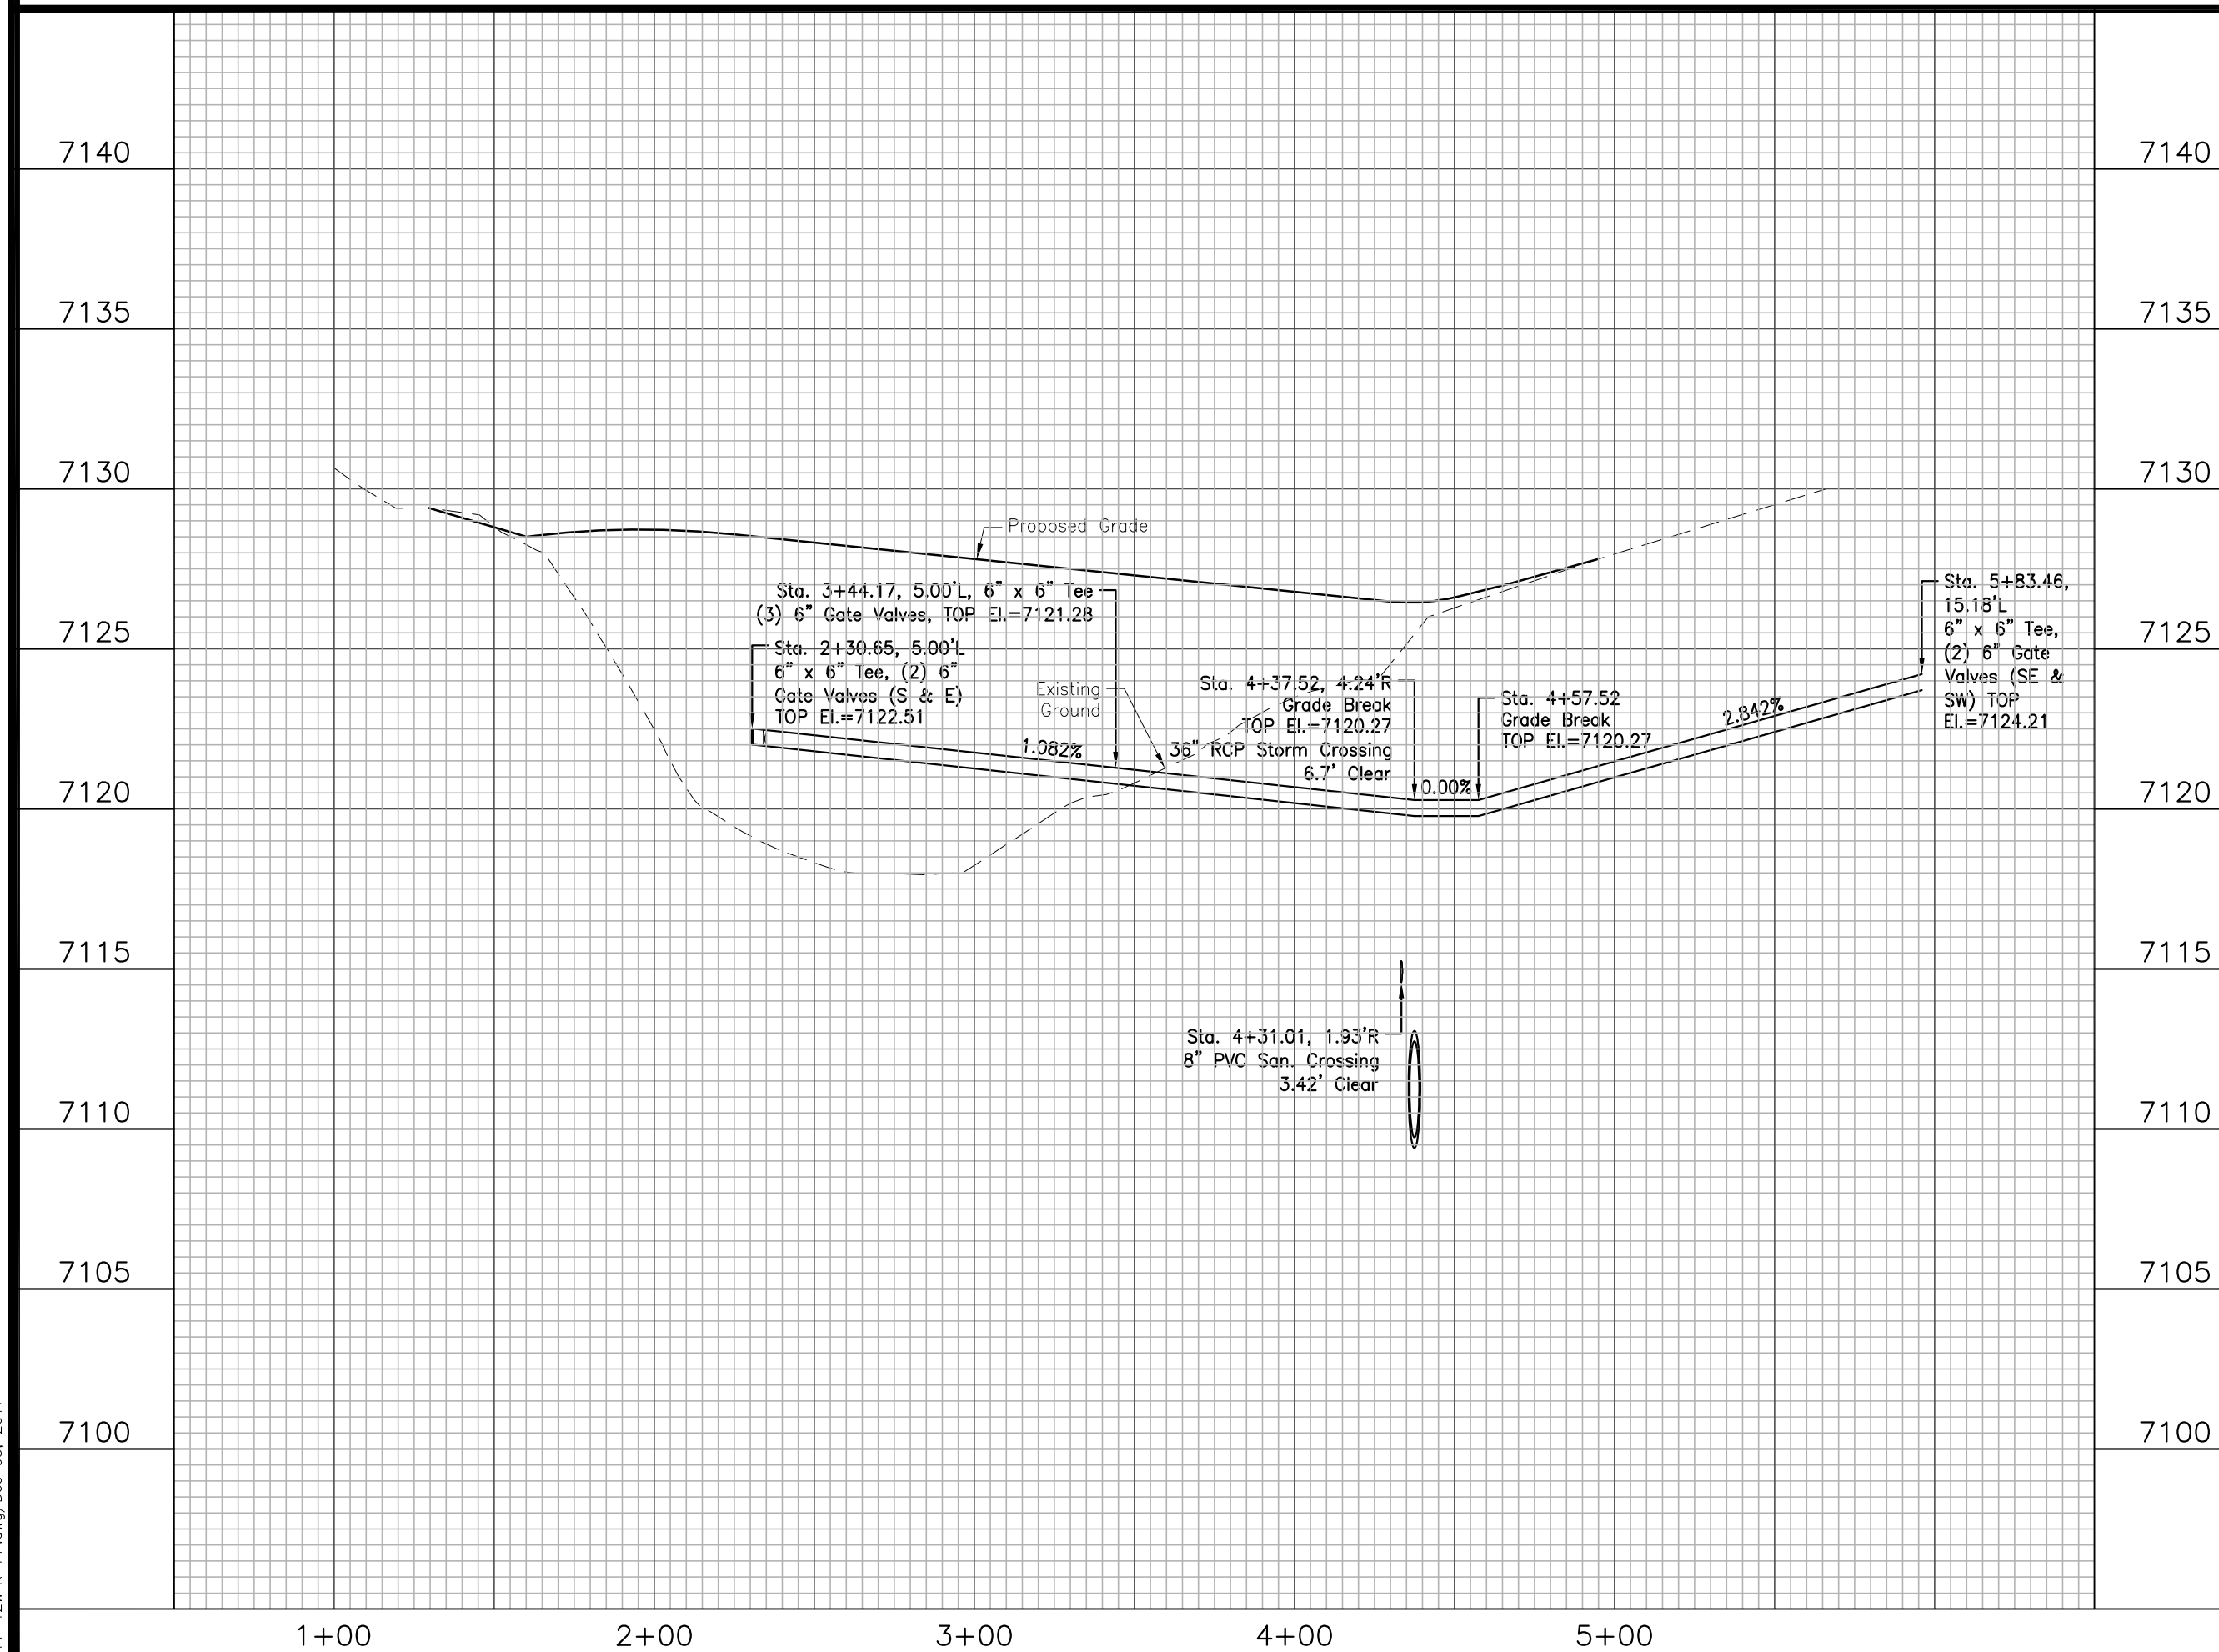 7140
7140
7135
7135
7130
7130
Proposed Grade
Sta. 3+44.17, 5.00'L, 6" x 6" Tee
(3) 6" Gate Valves, TOP El.=7121.28
Sta. 5+83.46,
15.18'L
6" x 6" Tee,
(2) 6" Gate
Valves (SE &
SW) TOP
El.=7124.21
7125
7125
Sta. 2+30.65, 5.00'L
6" x 6" Tee, (2) 6"
Gate Valves (S & E)
TOP El.=7122.51
Existing
Ground
Sta. 4+37.52, 4.24'R
Grade Break
TOP El.=7120.27
36" RCP Storm Crossing
6.7' Clear
Sta. 4+57.52
Grade Break
TOP El.=7120.27
2.842%
1.082%
0.00%
7120
7120
7115
7115
Sta. 4+31.01, 1.93'R
8" PVC San. Crossing
3.42' Clear
7110
7110
7105
7105
7100
7100
1+00
2+00
3+00
4+00
5+00